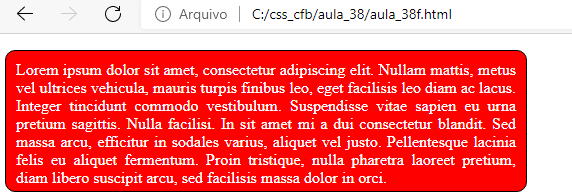 Arquivo | C:/css_cfb/aula_38/aula_38f.html
Lorem ipsum dolor sit amet, consectetur adipiscing elit. Nullam mattis, metus
vel ultrices vehicula, mauris turpis finibus leo, eget facilisis leo diam ac lacus.
Integer tincidunt commodo vestibulum. Suspendisse vitae sapien eu urna
pretium sagittis. Nulla facilisi. In sit amet mi a dui consectetur blandit. Sed
massa arcu, efficitur in sodales varius, aliquet vel justo. Pellentesque lacinia
felis eu aliquet fermentum. Proin tristique, nulla pharetra laoreet pretium,
diam libero suscipit arcu, sed facilisis massa dolor in orci.